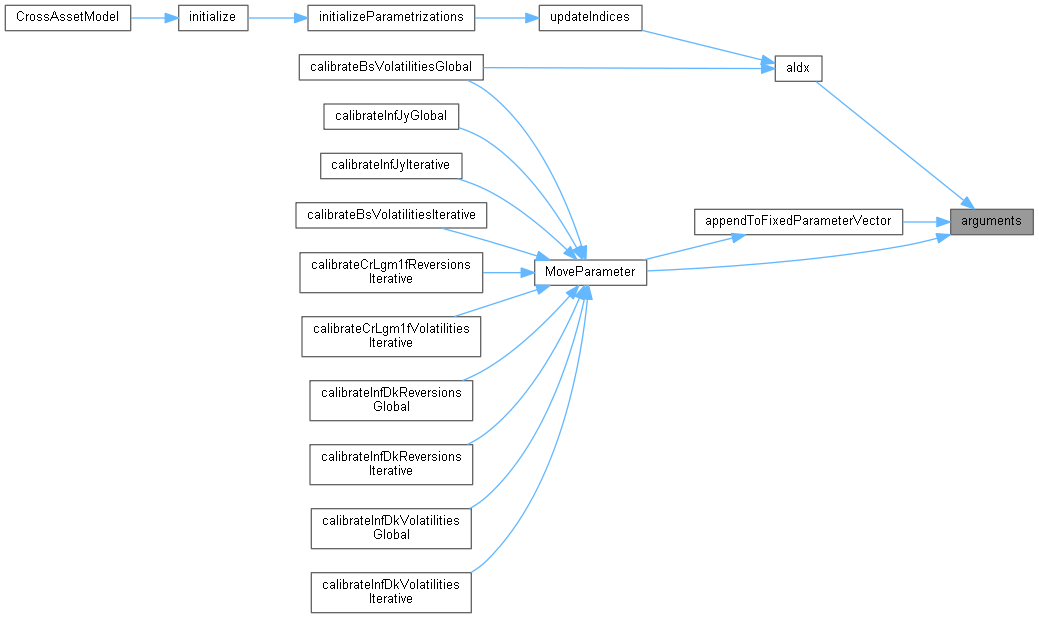 CrossAssetModel
initialize
initializeParametrizations
updateIndices
calibrateBsVolatilitiesGlobal
aIdx
calibrateInfJyGlobal
calibrateInfJyIterative
calibrateBsVolatilitiesIterative
appendToFixedParameterVector
arguments
calibrateCrLgm1fReversions
Iterative
MoveParameter
calibrateCrLgm1fVolatilities
Iterative
calibrateInfDkReversions
Global
calibrateInfDkReversions
Iterative
calibrateInfDkVolatilities
Global
calibrateInfDkVolatilities
Iterative